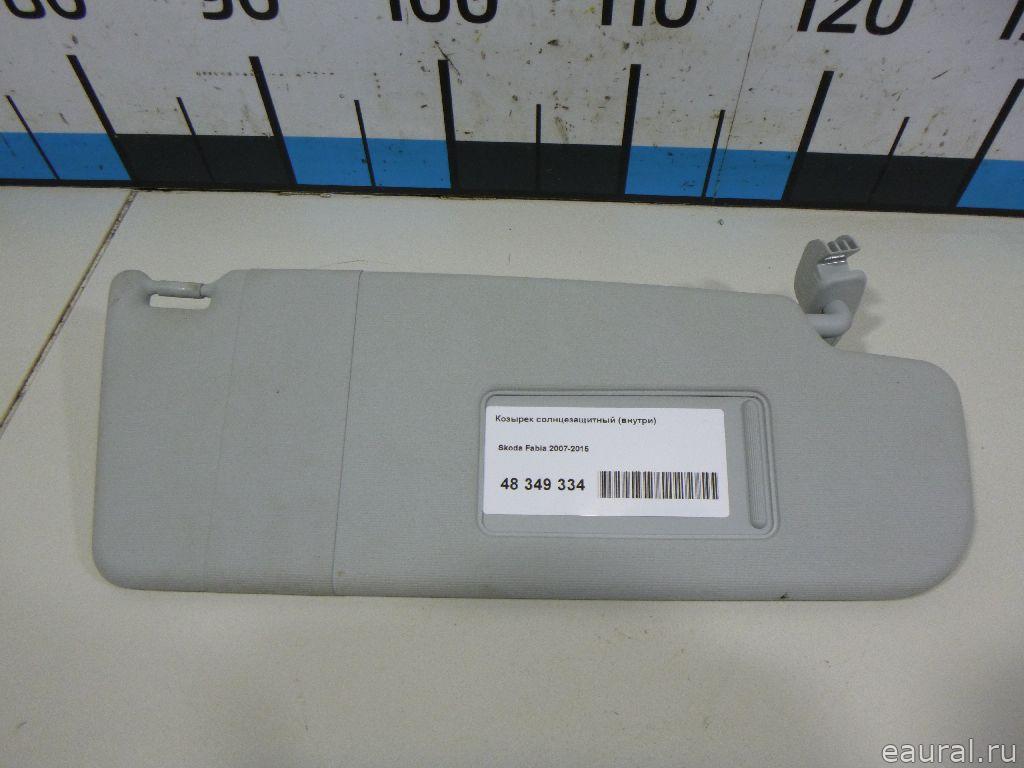 80 90 100 110 120
Козырек солнцезащитный (внутри)
Skoda Fabia 2007-2015
48 349 334
eaural.ru